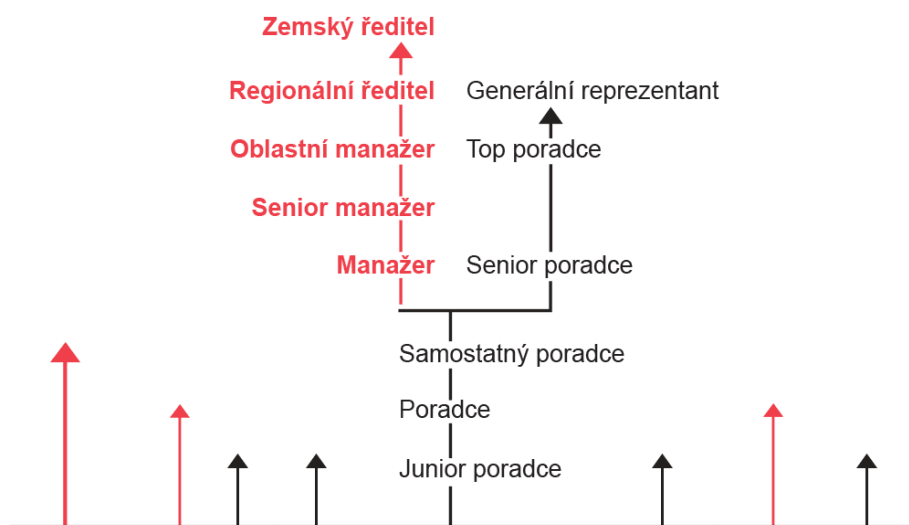 Zemský ředitel
Regionální ředitel
Generální reprezentant
Oblastní manažer
Top poradce
Senior manažer
Manažer
Senior poradce
Samostatný poradce
Poradce
Junior poradce